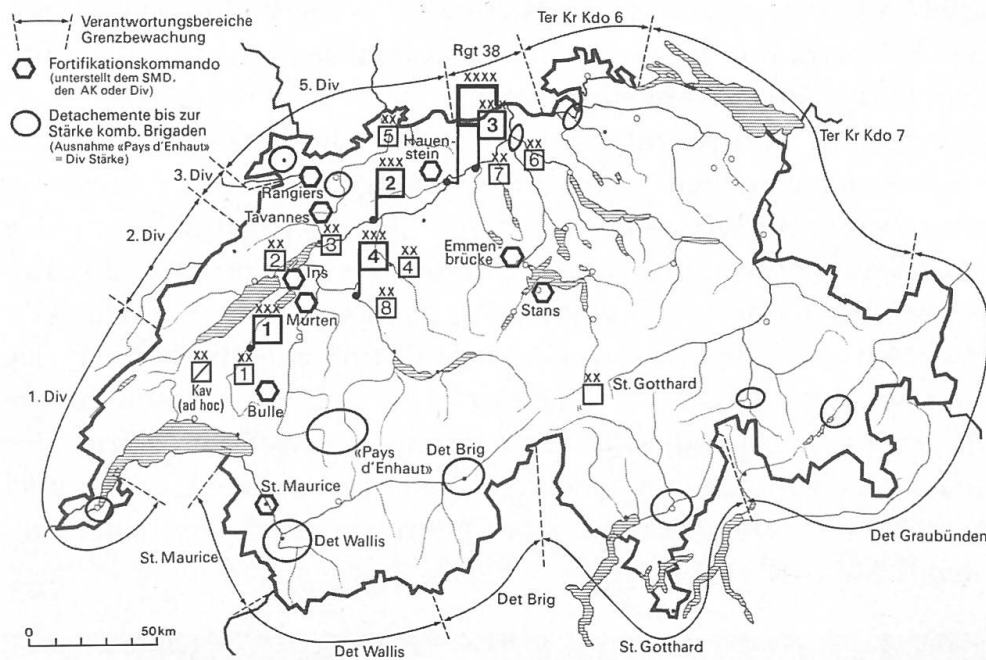 Verantwortungsbereiche
Grenzbewachung
Fortifikationskommando
(unterstellt dem SMD,
den AK oder Div)
Detachemente bis zur
Stärke komb. Brigaden
(Ausnahme «Pays d'Enhaut»
= Div Stärke)
Ter Kr Kdo 6
Rgt 38
5. Div
Ter Kr Kdo 7
3. Div
2. Div
1. Div
XXXX
XXX
3
XX
5
Hauen-
stein
XX
6
XX
7
XXX
2
Rangiers
Tavannes
XX
3
XXX
4
XX
4
XX
2
Ins
Emmen-
brücke
XX
8
Murten
Stans
XXX
1
XX
Kav
(ad hoc)
XX
1
Bulle
XX
St. Gotthard
«Pays
d'Enhaut»
Det Brig
St. Maurice
Det Wallis
St. Maurice
Det Graubünden
Det Brig
0
50km
Det Wallis
St. Gotthard